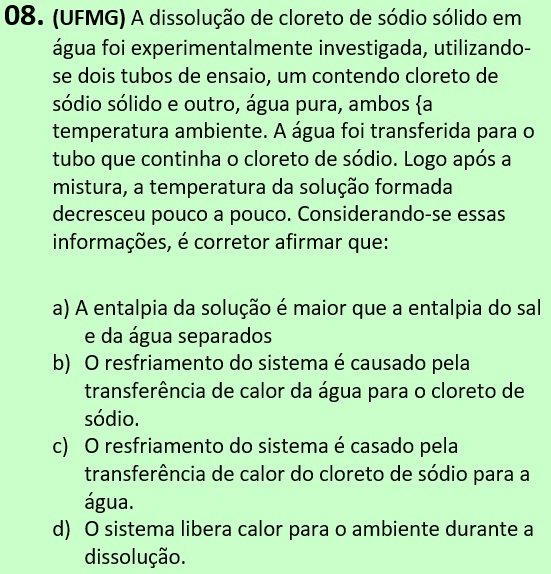 08. (UFMG) A dissolução de cloreto de sódio sólido em
água foi experimentalmente investigada, utilizando-
se dois tubos de ensaio, um contendo cloreto de
sódio sólido e outro, água pura, ambos {a
temperatura ambiente. A água foi transferida para o
tubo que continha o cloreto de sódio. Logo após a
mistura, a temperatura da solução formada
decresceu pouco a pouco. Considerando-se essas
informações, é corretor afirmar que:
a) A entalpia da solução é maior que a entalpia do sal
e da água separados
b) O resfriamento do sistema é causado pela
transferência de calor da água para o cloreto de
sódio.
c) O resfriamento do sistema é casado pela
transferência de calor do cloreto de sódio para a
água.
d) O sistema libera calor para o ambiente durante a
dissolução.